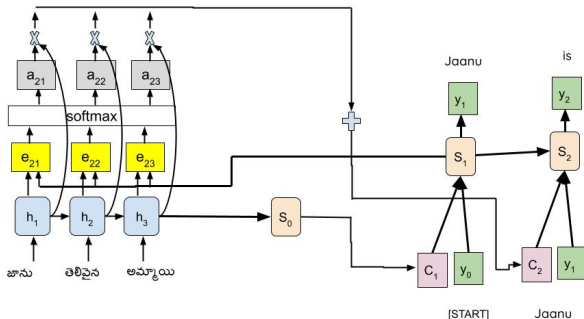 Jaanu
is
a21
a22
a23
y1
y2
softmax
e21
e22
e23
S1
S2
h1
h2
h3
S0
C1
y0
C2
y1
జాను
తెలివైన
అమ్మాయి
[START]
Jaanu